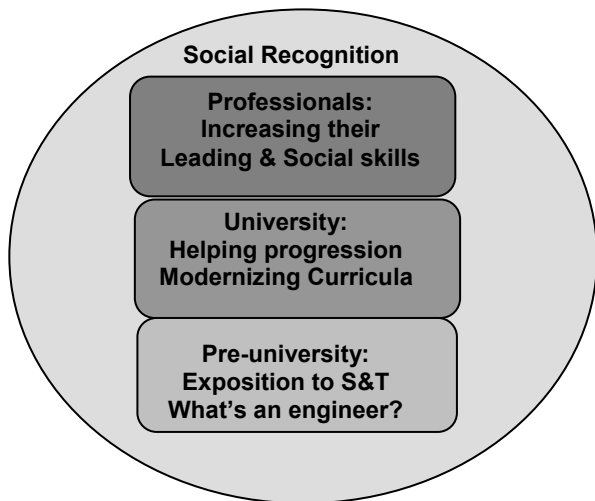 Social Recognition
Professionals:
Increasing their
Leading & Social skills
University:
Helping progression
Modernizing Curricula
Pre-university:
Exposition to S&T
What's an engineer?